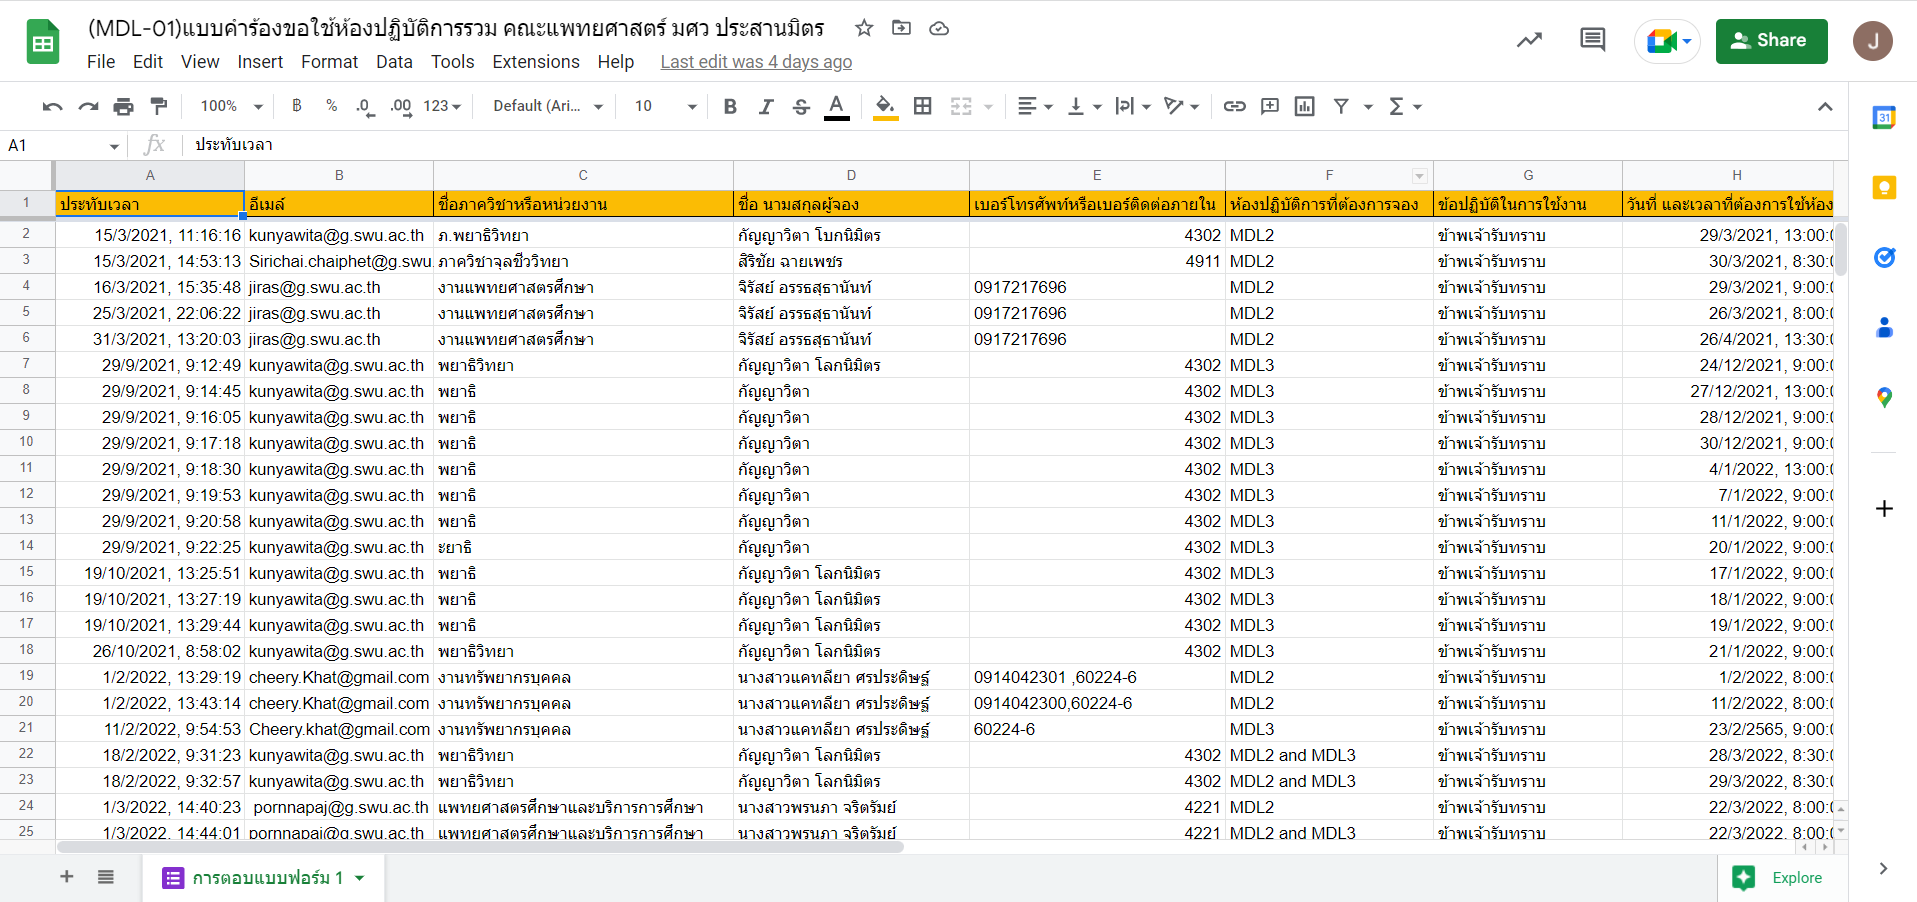 (MDL-01)แบบคำร้องขอใช้ห้องปฏิบัติการรวม คณะแพทยศาสตร์ มศว ประสานมิตร
File Edit View Insert Format Data Tools Extensions Help Last edit was 4 days ago
Share
J
100% ฿ % .0 .00 123 Default (Ari... 10 B I S A
31
A1 fx ประทับเวลา
A B C D E F G H
1 ประทับเวลา อีเมล์ ชื่อภาควิชาหรือหน่วยงาน ชื่อ นามสกุลผู้จอง เบอร์โทรศัพท์หรือเบอร์ติดต่อภายใน ห้องปฏิบัติการที่ต้องการจอง ข้อปฏิบัติในการใช้งาน วันที่ และเวลาที่ต้องการใช้ห้อง
2 15/3/2021, 11:16:16 kunyawita@g.swu.ac.th ภ.พยาธิวิทยา กัญญาวิตา โบกนิมิตร 4302 MDL2 ข้าพเจ้ารับทราบ 29/3/2021, 13:00:0
3 15/3/2021, 14:53:13 Sirichai.chaiphet@g.swu. ภาควิชาจุลชีววิทยา สิริชัย ฉายเพชร 4911 MDL2 ข้าพเจ้ารับทราบ 30/3/2021, 8:30:0
4 16/3/2021, 15:35:48 jiras@g.swu.ac.th งานแพทยศาสตรศึกษา จิรัสย์ อรรธสุธานันท์ 0917217696 MDL2 ข้าพเจ้ารับทราบ 29/3/2021, 9:00:0
5 25/3/2021, 22:06:22 jiras@g.swu.ac.th งานแพทยศาสตรศึกษา จิรัสย์ อรรธสุธานันท์ 0917217696 MDL2 ข้าพเจ้ารับทราบ 26/3/2021, 8:00:0
6 31/3/2021, 13:20:03 jiras@g.swu.ac.th งานแพทยศาสตรศึกษา จิรัสย์ อรรธสุธานันท์ 0917217696 MDL2 ข้าพเจ้ารับทราบ 26/4/2021, 13:30:0
7 29/9/2021, 9:12:49 kunyawita@g.swu.ac.th พยาธิวิทยา กัญญาวิตา โลกนิมิตร 4302 MDL3 ข้าพเจ้ารับทราบ 24/12/2021, 9:00:0
8 29/9/2021, 9:14:45 kunyawita@g.swu.ac.th พยาธิ กัญญาวิตา 4302 MDL3 ข้าพเจ้ารับทราบ 27/12/2021, 13:00:0
9 29/9/2021, 9:16:05 kunyawita@g.swu.ac.th พยาธิ กัญญาวิตา 4302 MDL3 ข้าพเจ้ารับทราบ 28/12/2021, 9:00:0
10 29/9/2021, 9:17:18 kunyawita@g.swu.ac.th พยาธิ กัญญาวิตา 4302 MDL3 ข้าพเจ้ารับทราบ 30/12/2021, 9:00:0
11 29/9/2021, 9:18:30 kunyawita@g.swu.ac.th พยาธิ กัญญาวิตา 4302 MDL3 ข้าพเจ้ารับทราบ 4/1/2022, 13:00:0
12 29/9/2021, 9:19:53 kunyawita@g.swu.ac.th พยาธิ กัญญาวิตา 4302 MDL3 ข้าพเจ้ารับทราบ 7/1/2022, 9:00:0
13 29/9/2021, 9:20:58 kunyawita@g.swu.ac.th พยาธิ กัญญาวิตา 4302 MDL3 ข้าพเจ้ารับทราบ 11/1/2022, 9:00:0
14 29/9/2021, 9:22:25 kunyawita@g.swu.ac.th ะยาธิ กัญญาวิตา 4302 MDL3 ข้าพเจ้ารับทราบ 20/1/2022, 9:00:0
15 19/10/2021, 13:25:51 kunyawita@g.swu.ac.th พยาธิ กัญญาวิตา โลกนิมิตร 4302 MDL3 ข้าพเจ้ารับทราบ 17/1/2022, 9:00:0
16 19/10/2021, 13:27:19 kunyawita@g.swu.ac.th พยาธิ กัญญาวิตา โลกนิมิตร 4302 MDL3 ข้าพเจ้ารับทราบ 18/1/2022, 9:00:0
17 19/10/2021, 13:29:44 kunyawita@g.swu.ac.th พยาธิ กัญญาวิตา โลกนิมิตร 4302 MDL3 ข้าพเจ้ารับทราบ 19/1/2022, 9:00:0
18 26/10/2021, 8:58:02 kunyawita@g.swu.ac.th พยาธิวิทยา กัญญาวิตา โลกนิมิตร 4302 MDL3 ข้าพเจ้ารับทราบ 21/1/2022, 9:00:0
19 1/2/2022, 13:29:19 cheery.Khat@gmail.com งานทรัพยากรบุคคล นางสาวแคทลียา ศรประดิษฐ์ 0914042301 ,60224-6 MDL2 ข้าพเจ้ารับทราบ 1/2/2022, 8:00:0
20 1/2/2022, 13:43:14 cheery.Khat@gmail.com งานทรัพยากรบุคคล นางสาวแคทลียา ศรประดิษฐ์ 0914042300,60224-6 MDL2 ข้าพเจ้ารับทราบ 11/2/2022, 8:00:0
21 11/2/2022, 9:54:53 Cheery.khat@gmail.com งานทรัพยากรบุคคล นางสาวแคทลียา ศรประดิษฐ์ 60224-6 MDL3 ข้าพเจ้ารับทราบ 23/2/2565, 9:00:0
22 18/2/2022, 9:31:23 kunyawita@g.swu.ac.th พยาธิวิทยา กัญญาวิตา โลกนิมิตร 4302 MDL2 and MDL3 ข้าพเจ้ารับทราบ 28/3/2022, 8:30:0
23 18/2/2022, 9:32:57 kunyawita@g.swu.ac.th พยาธิวิทยา กัญญาวิตา โลกนิมิตร 4302 MDL2 and MDL3 ข้าพเจ้ารับทราบ 29/3/2022, 8:30:0
24 1/3/2022, 14:40:23 pornnapaj@g.swu.ac.th แพทยศาสตรศึกษาและบริการการศึกษา นางสาวพรนภา จริตรัมย์ 4221 MDL2 ข้าพเจ้ารับทราบ 22/3/2022, 8:00:0
25 1/3/2022, 14:44:01 pornnapaj@g.swu.ac.th แพทยศาสตรศึกษาและบริการการศึกษา นางสาวพรนภา จริตรัมย์ 4221 MDL2 and MDL3 ข้าพเจ้ารับทราบ 22/3/2022, 8:00:0
การตอบแบบฟอร์ม 1
Explore